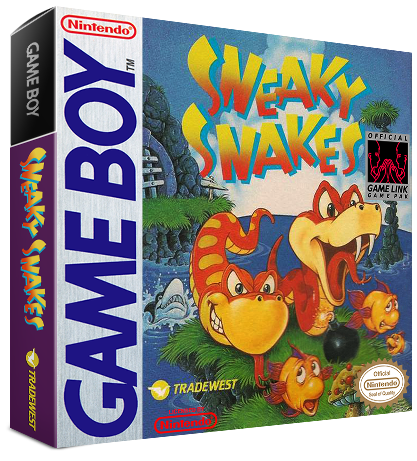 GAME BOY
SNEAKY SNAKES
TRADEWEST
Nintendo
GAME BOY
TM
SNEAKY
SNAKES
OFFICIAL
GAME LINK
GAME PAK
TRADEWEST
Nintendo
Official
Nintendo
Seal of Quality